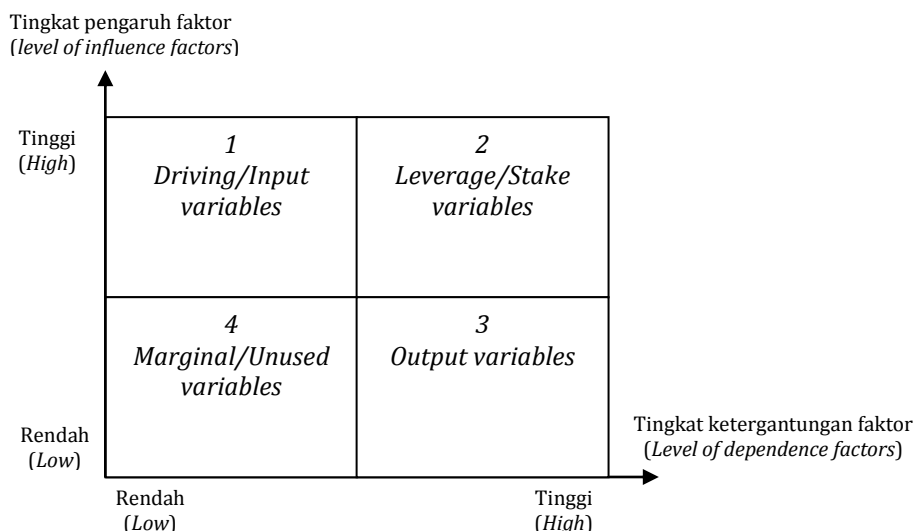 Tingkat pengaruh faktor
(level of influence factors)
Tinggi
(High)
1
Driving/Input
variables
2
Leverage/Stake
variables
4
Marginal/Unused
variables
3
Output variables
Rendah
(Low)
Tingkat ketergantungan faktor
(Level of dependence factors)
Rendah
(Low)
Tinggi
(High)